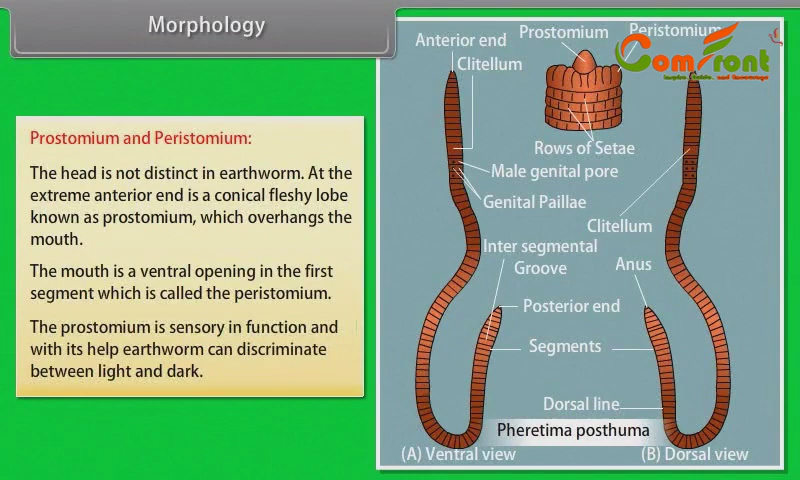 Morphology
Prostomium and Peristomium:
The head is not distinct in earthworm. At the
extreme anterior end is a conical fleshy lobe
known as prostomium, which overhangs the
mouth.
The mouth is a ventral opening in the first
segment which is called the peristomium.
The prostomium is sensory in function and
with its help earthworm can discriminate
between light and dark.
Anterior end
Prostomium
Peristomium
Comfront
Clitellum
Rows of Setae
Male genital pore
Genital Paillae
Clitellum
Inter segmental
Groove
Anus
Posterior end
Segments
Dorsal line
Pheretima posthuma
(A) Ventral view
(B) Dorsal view